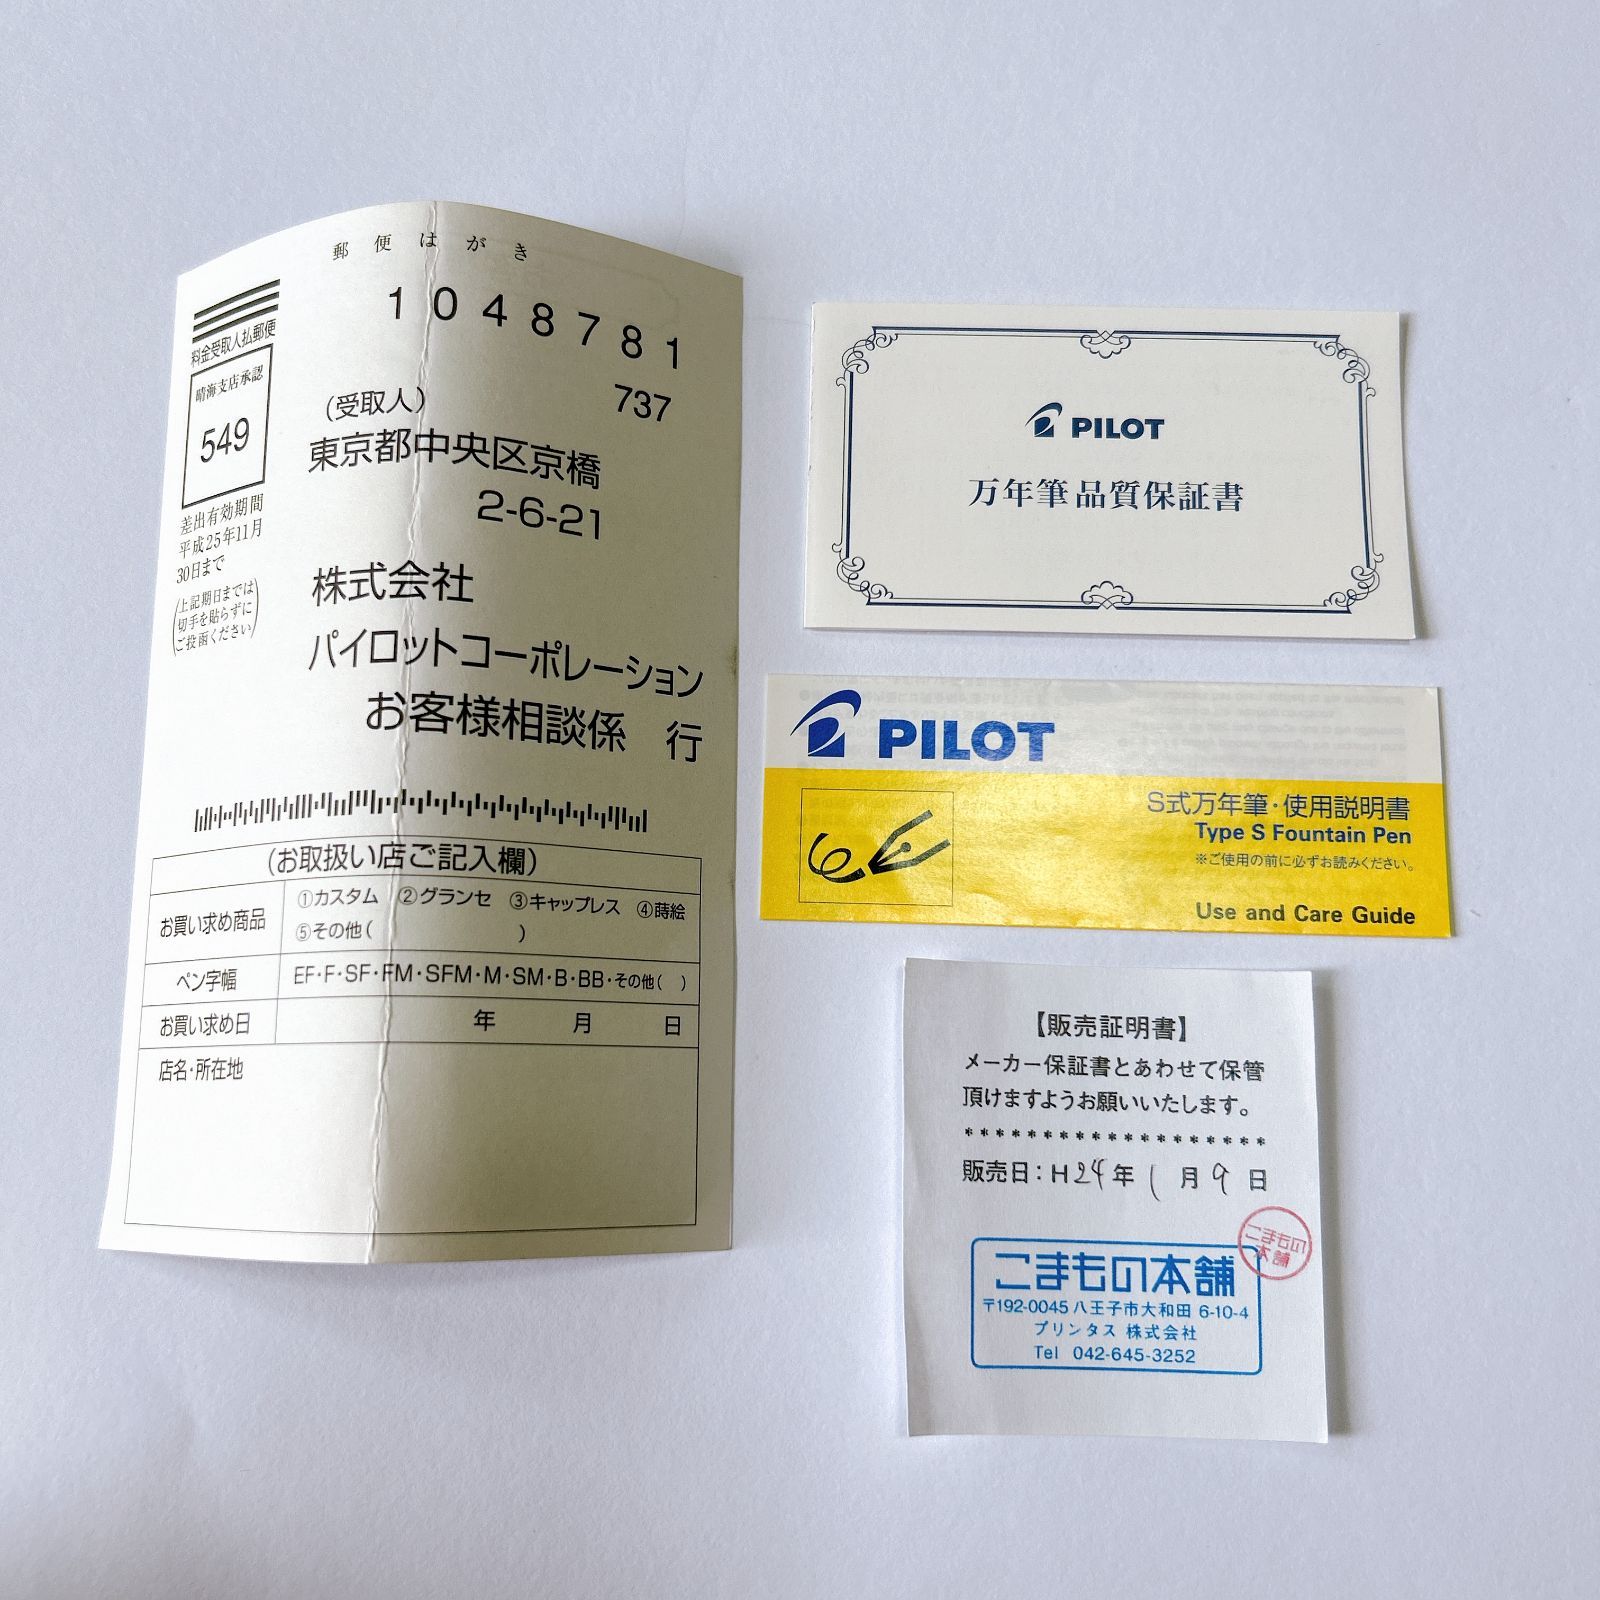 郵便はがき
料金受取人払郵便
晴海支店承認
549
差出有効期間
平成25年11月
30日まで
(上記期日までは
切手を貼らずに
ご投函ください)
1048781
737
(受取人)
東京都中央区京橋
2-6-21
株式会社
パイロットコーポレーション
お客様相談係 行
(お取扱い店ご記入欄)
お買い求め商品
①カスタム ②グランセ ③キャップレス ④蒔絵
⑤その他( )
ペン字幅
EF・F・SF・FM・SFM・M・SM・B・BB・その他( )
お買い求め日
年 月 日
店名・所在地
PILOT
万年筆品質保証書
PILOT
S式万年筆・使用説明書
Type S Fountain Pen
※ご使用の前に必ずお読みください。
Use and Care Guide
【販売証明書】
メーカー保証書とあわせて保管
頂けますようお願いいたします。
*******************
販売日:H24年1月9日
こまもの
本舗
こまもの本舗
〒192-0045 八王子市大和田 6-10-4
プリンタス 株式会社
Tel 042-645-3252